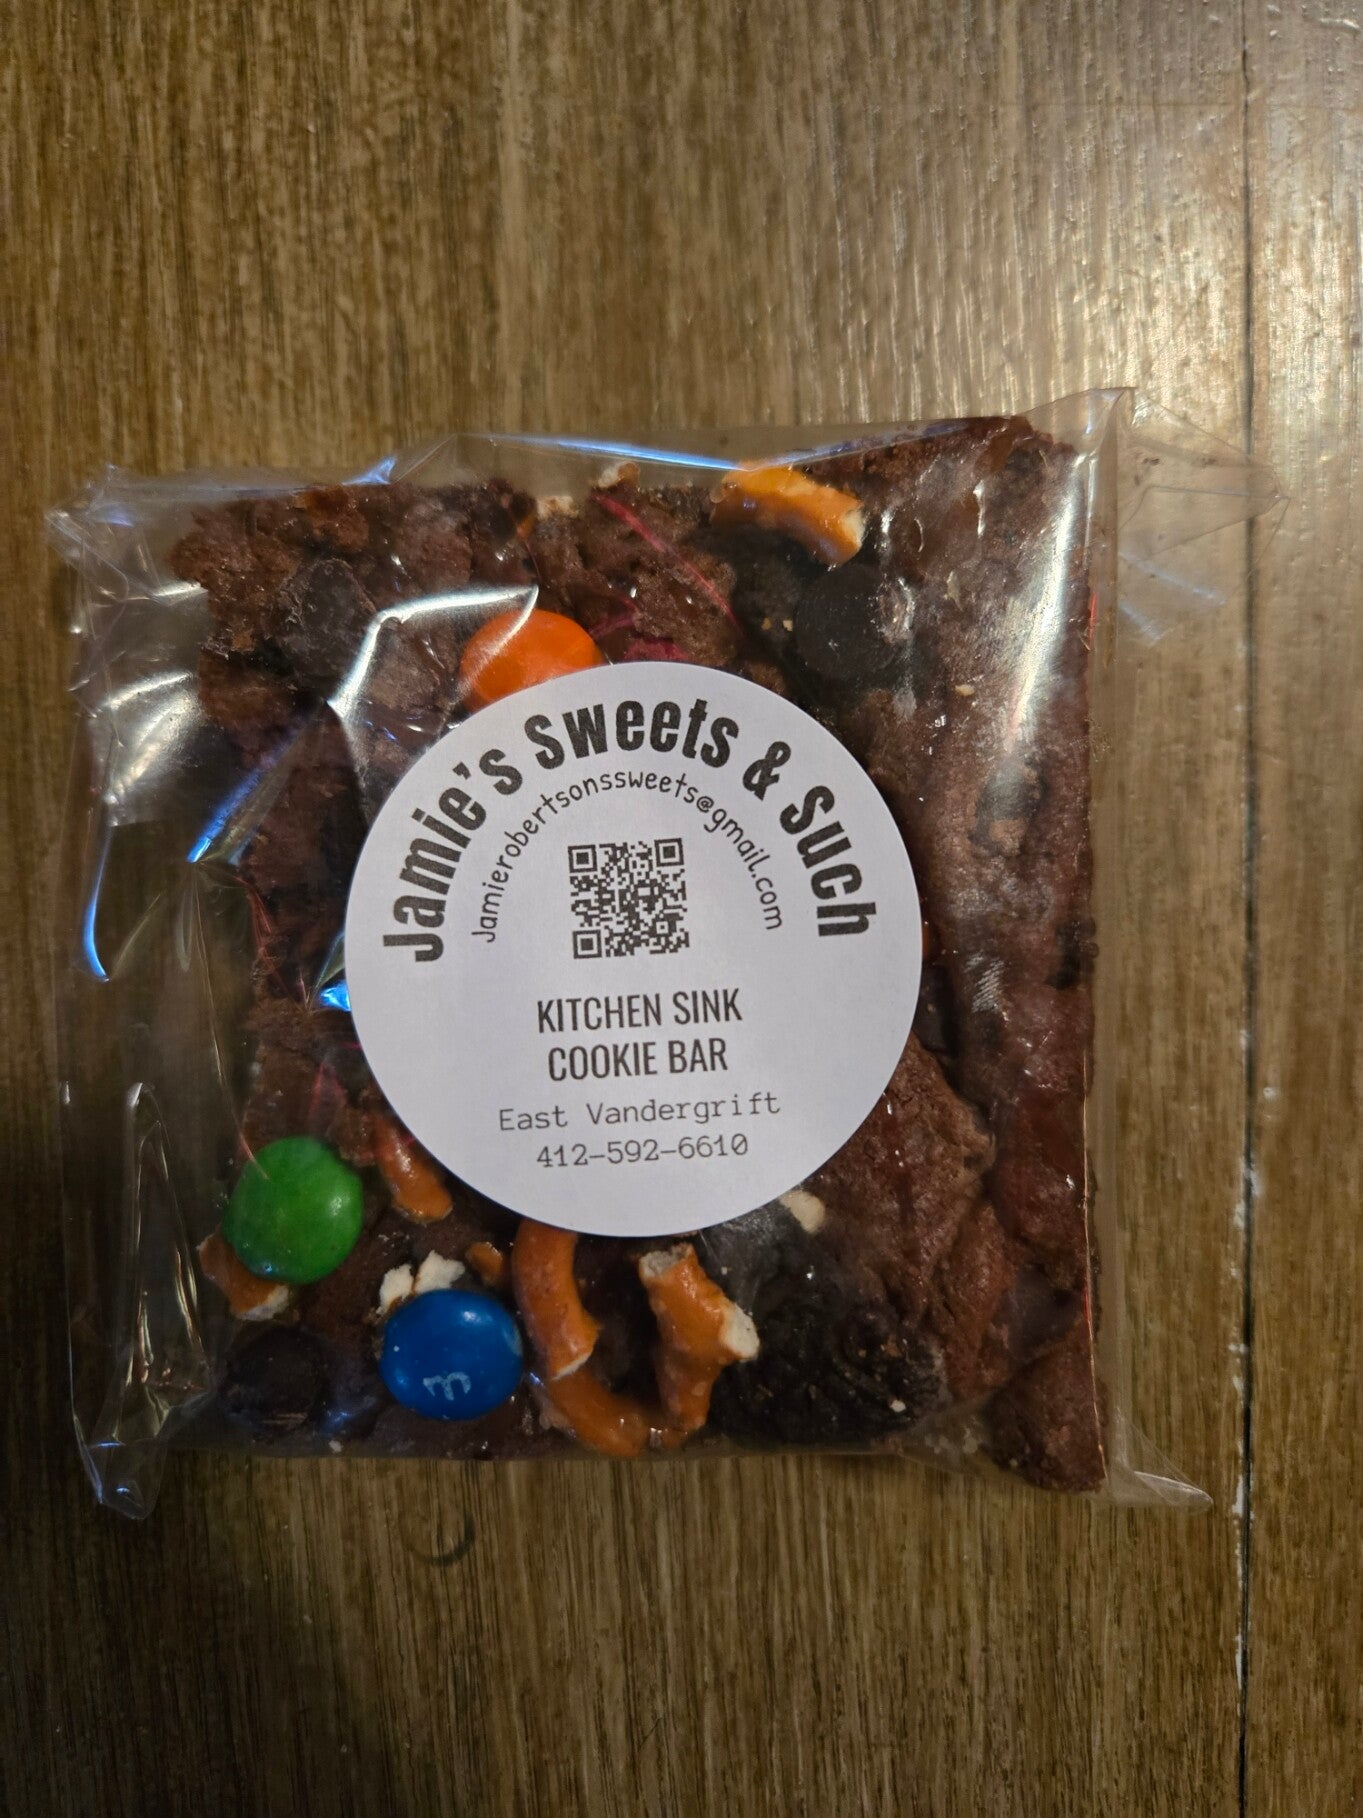 Jamie's Sweets & Such
Jamierobertsonssweets@gmail.com
KITCHEN SINK
COOKIE BAR
East Vandergrift
412-592-6610
m